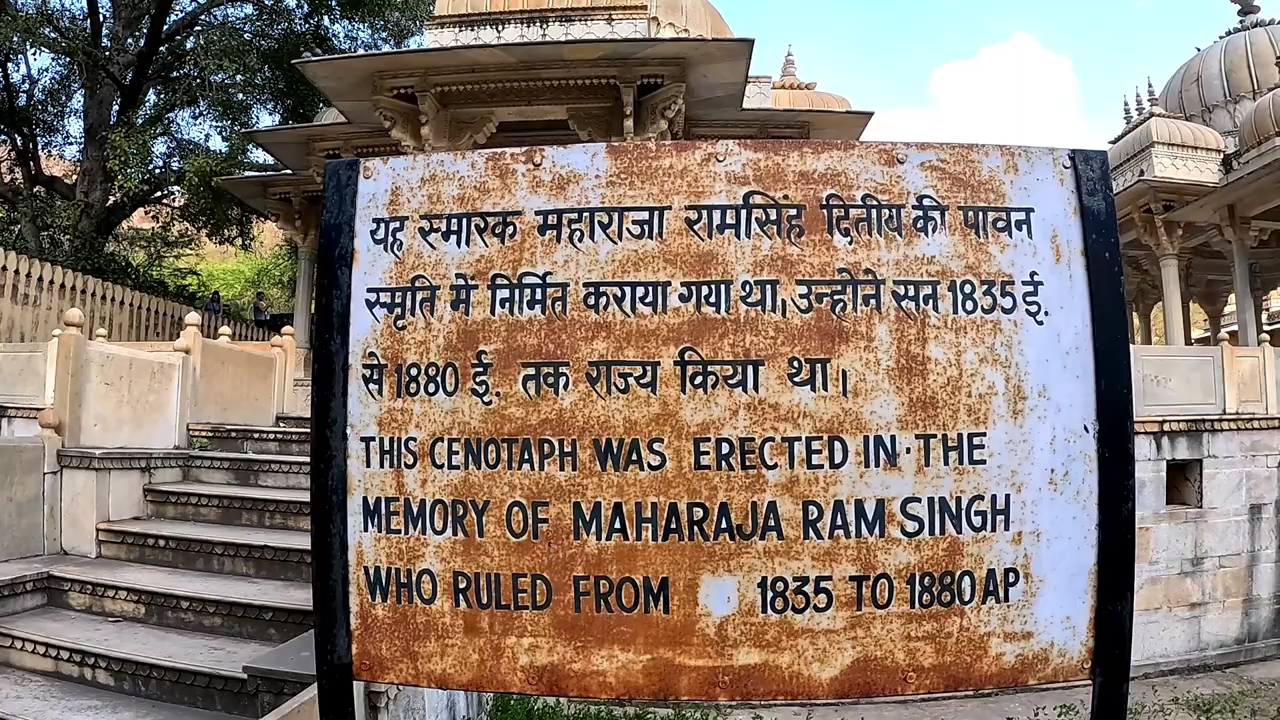 यह स्मारक महाराजा रामसिंह द्वितीय की पावन
स्मृति में निर्मित कराया गया था, उन्होने सन 1835 ई.
से 1880 ई. तक राज्य किया था।
THIS CENOTAPH WAS ERECTED IN THE
MEMORY OF MAHARAJA RAM SINGH
WHO RULED FROM 1835 TO 1880 AP